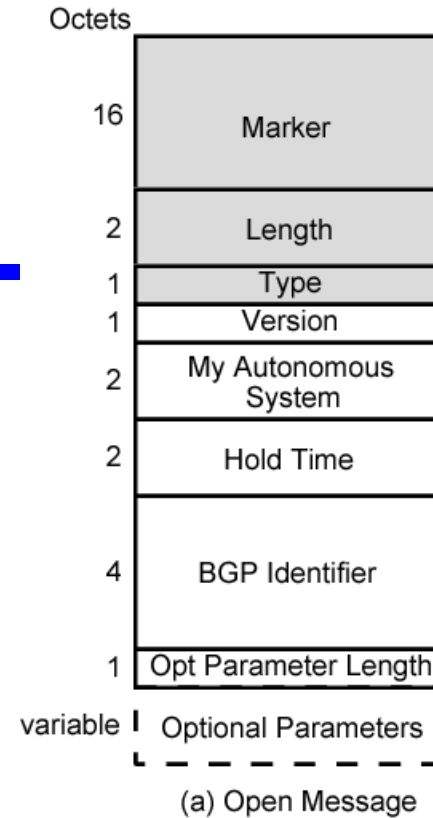 Octets
16 Marker
2 Length
1 Type
1 Version
2 My Autonomous
System
2 Hold Time
4 BGP Identifier
1 Opt Parameter Length
variable Optional Parameters
(a) Open Message